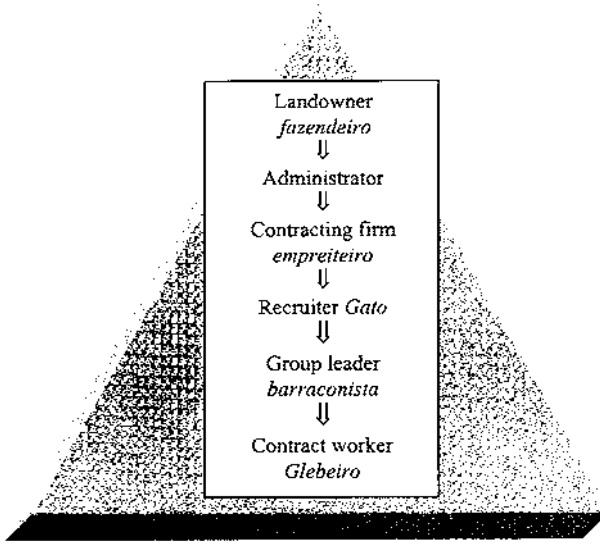 Landowner
fazendeiro
⇓
Administrator
⇓
Contracting firm
empreiteiro
⇓
Recruiter Gato
⇓
Group leader
barraconista
⇓
Contract worker
Glebeiro